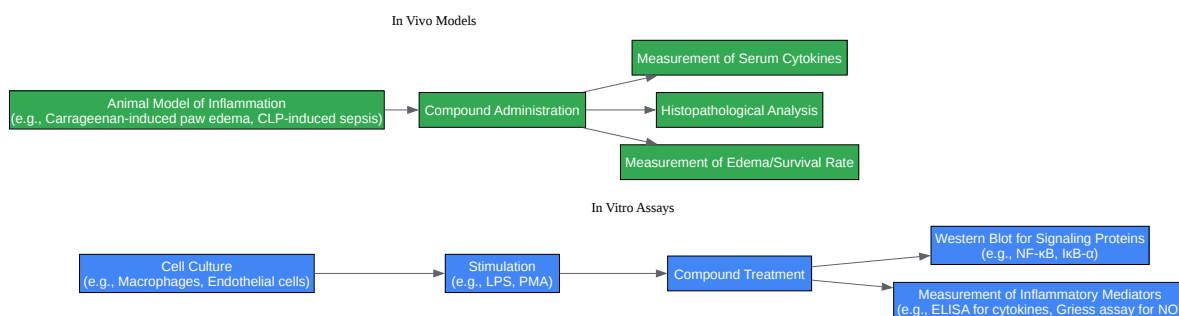 In Vivo Models
Measurement of Serum Cytokines
Animal Model of Inflammation
(e.g., Carrageenan-induced paw edema, CLP-induced sepsis)
Compound Administration
Histopathological Analysis
Measurement of Edema/Survival Rate
In Vitro Assays
Western Blot for Signaling Proteins
(e.g., NF-κB, IκB-α)
Cell Culture
(e.g., Macrophages, Endothelial cells)
Stimulation
(e.g., LPS, PMA)
Compound Treatment
Measurement of Inflammatory Mediators
(e.g., ELISA for cytokines, Griess assay for NO